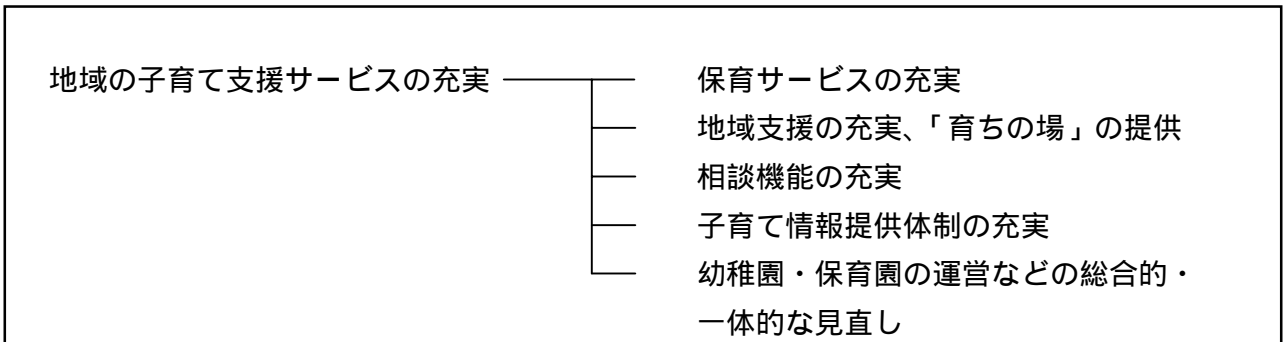 地域の子育て支援サービスの充実
保育サービスの充実
地域支援の充実、「育ちの場」の提供
相談機能の充実
子育て情報提供体制の充実
幼稚園・保育園の運営などの総合的・
一体的な見直し